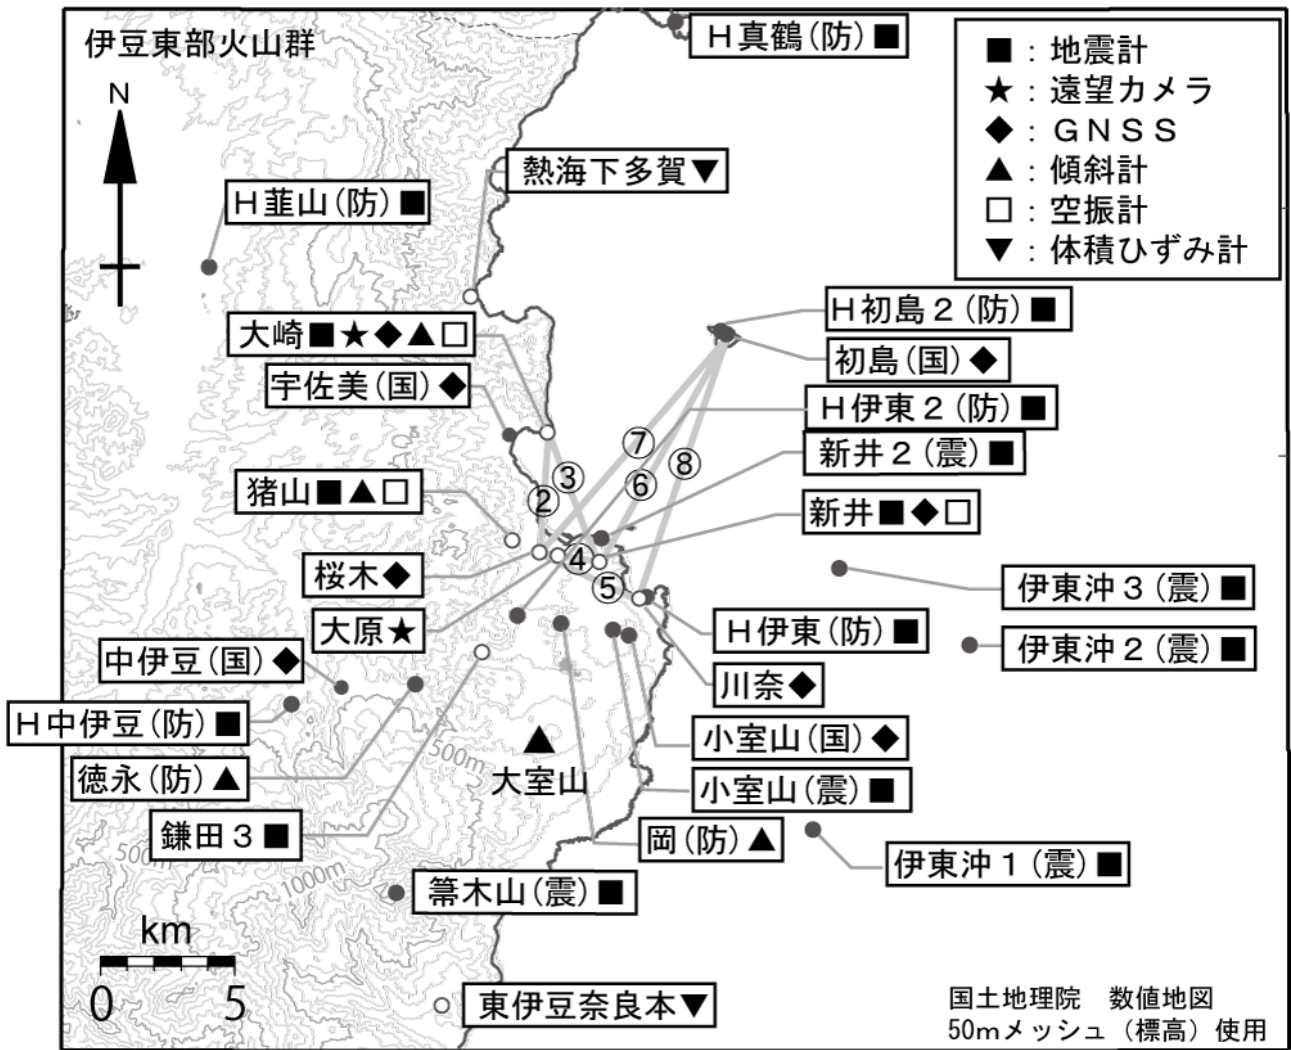 伊豆東部火山群
H真鶴(防)■
■：地震計
★：遠望カメラ
◆：GNSS
▲：傾斜計
□：空振計
▼：体積ひずみ計
N
熱海下多賀▼
H韮山(防)■
大崎■★◆▲□
宇佐美(国)◆
H初島２(防)■
初島(国)◆
H伊東２(防)■
新井２(震)■
猪山■▲□
新井■◆□
桜木◆
大原★
伊東沖３(震)■
伊東沖２(震)■
H伊東(防)■
川奈◆
中伊豆(国)◆
H中伊豆(防)■
徳永(防)▲
鎌田３■
小室山(国)◆
小室山(震)■
岡(防)▲
伊東沖１(震)■
箒木山(震)■
東伊豆奈良本▼
大室山
②
③
④
⑤
⑥
⑦
⑧
500m
500m
1000m
km
0 5
国土地理院　数値地図
50mメッシュ（標高）使用